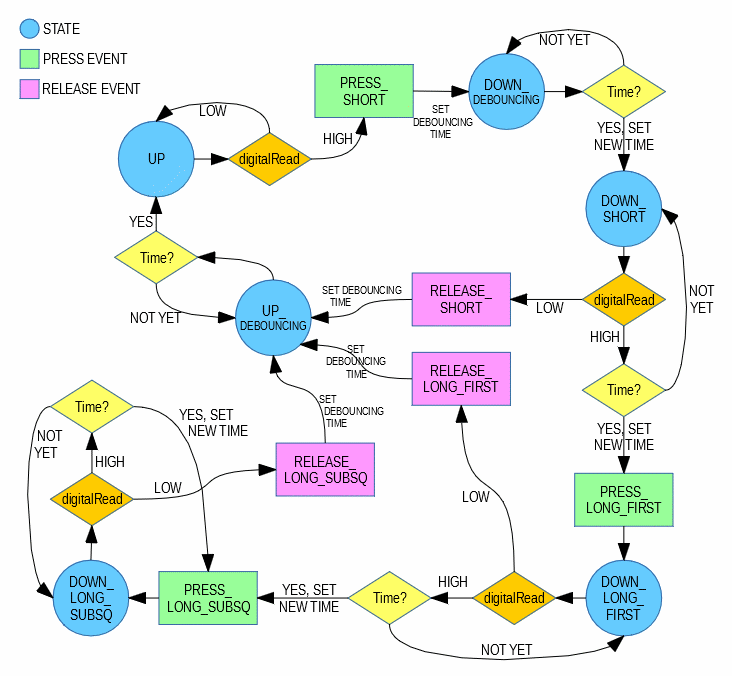 STATE
PRESS EVENT
RELEASE EVENT
NOT YET
PRESS_
SHORT
DOWN_
DEBOUNCING
Time?
SET
DEBOUNCING
TIME
LOW
HIGH
UP
digitalRead
YES, SET
NEW TIME
DOWN_
SHORT
YES
Time?
NOT YET
UP_
DEBOUNCING
SET DEBOUNCING
TIME
RELEASE_
SHORT
LOW
digitalRead
NOT
YET
HIGH
SET
DEBOUNCING
TIME
RELEASE_
LONG_FIRST
Time?
Time?
YES, SET
NEW TIME
NOT
YET
SET
DEBOUNCING
TIME
YES, SET
NEW TIME
HIGH
RELEASE_
LONG_SUBSQ
digitalRead
LOW
LOW
PRESS_
LONG_FIRST
DOWN_
LONG_
SUBSQ
PRESS_
LONG_SUBSQ
YES, SET
NEW TIME
Time?
HIGH
digitalRead
DOWN_
LONG_
FIRST
NOT YET